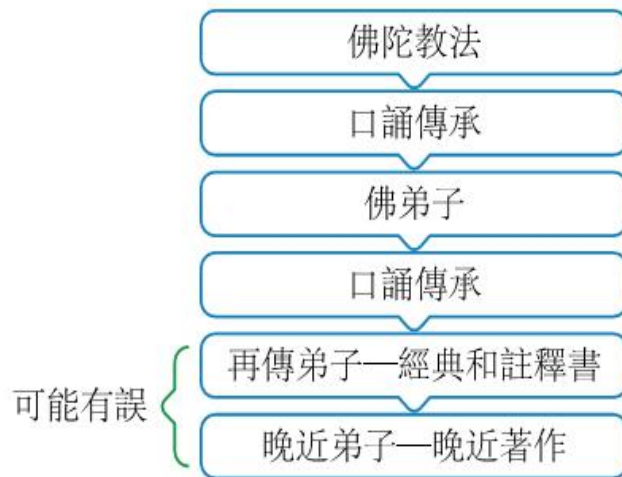 佛陀教法
口誦傳承
佛弟子
口誦傳承
再傳弟子—經典和註釋書
可能有誤
晚近弟子—晚近著作